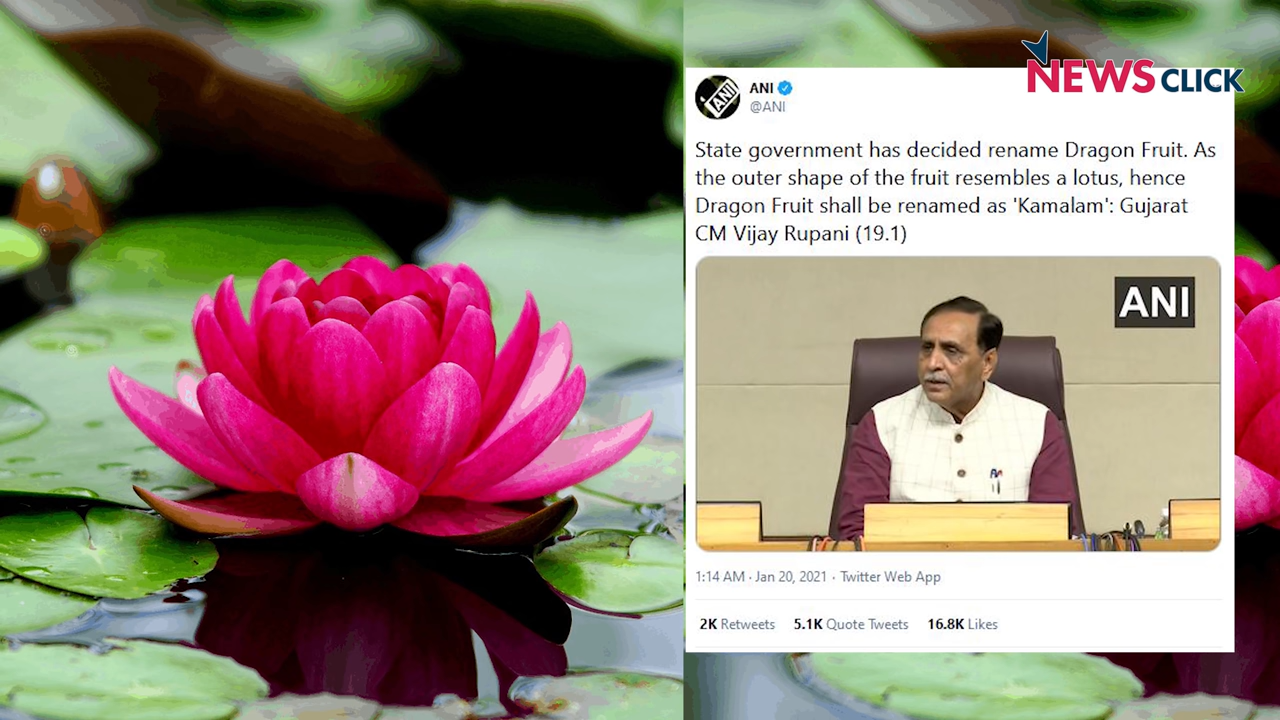 NEWSCLICK
ANI
@ANI
State government has decided rename Dragon Fruit. As
the outer shape of the fruit resembles a lotus, hence
Dragon Fruit shall be renamed as 'Kamalam': Gujarat
CM Vijay Rupani (19.1)
ANI
1:14 AM · Jan 20, 2021 · Twitter Web App
2K Retweets 5.1K Quote Tweets 16.8K Likes